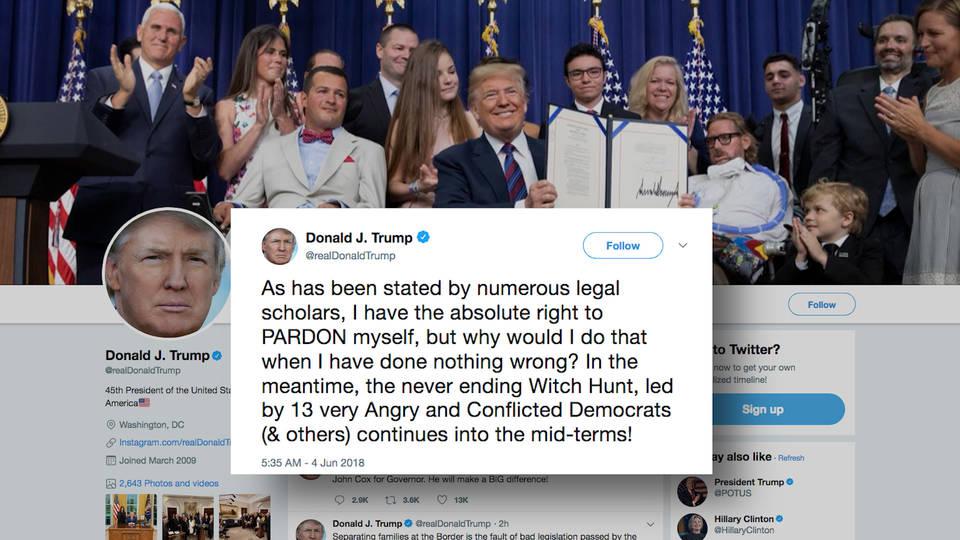 Donald J. Trump
@realDonaldTrump
Follow
As has been stated by numerous legal
scholars, I have the absolute right to
PARDON myself, but why would I do that
when I have done nothing wrong? In the
meantime, the never ending Witch Hunt, led
by 13 very Angry and Conflicted Democrats
(& others) continues into the mid-terms!
5:35 AM - 4 Jun 2018
Follow
Donald J. Trump
@realDonaldTrump
45th President of the United Sta
America
Washington, DC
Instagram.com/realDonaldT
Joined March 2009
2,643 Photos and videos
John Cox for Governor. He will make a BIG difference!
2.9K 3.6K 13K
Donald J. Trump @realDonaldTrump · 2h
Separating families at the Border is the fault of bad legislation passed by the
to Twitter?
now to get your own
lized timeline!
Sign up
ay also like · Refresh
President Trump
@POTUS
Hillary Clinton
@HillaryClinton